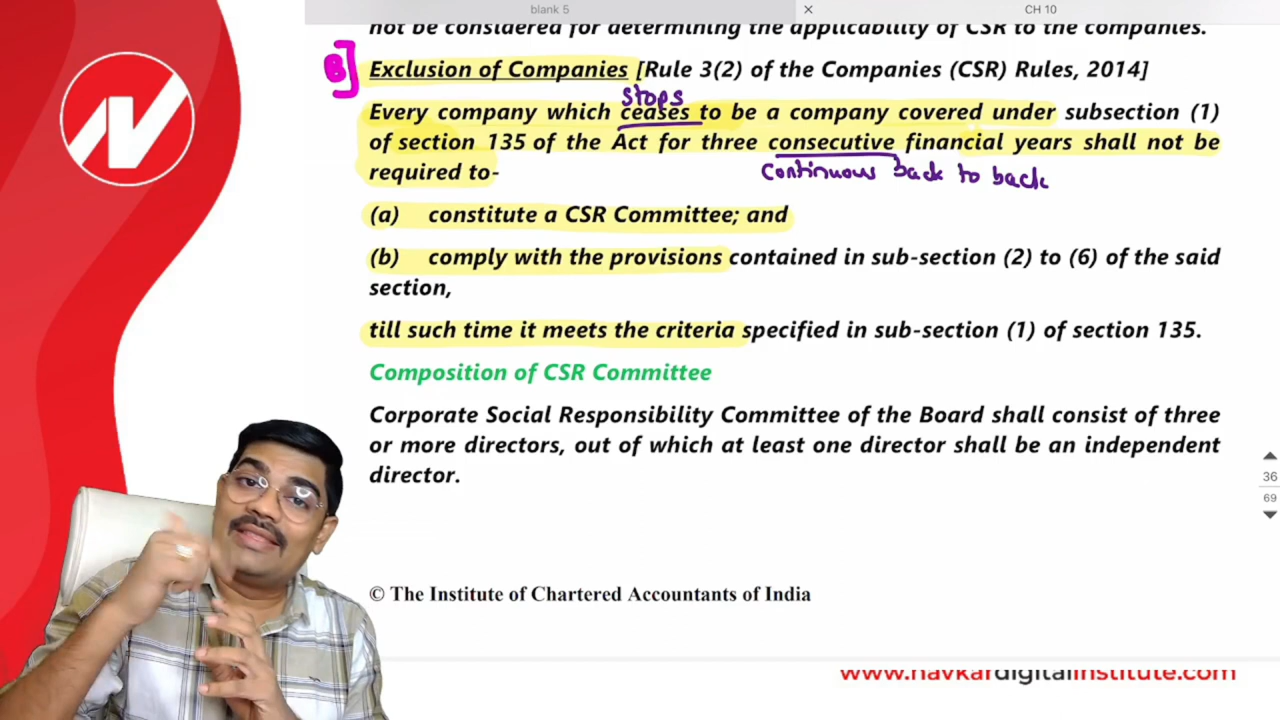 blank 5
CH 10
not be considered for determining the applicability of CSR to the companies.
B]
Exclusion of Companies [Rule 3(2) of the Companies (CSR) Rules, 2014]
stops
Every company which ceases to be a company covered under subsection (1)
of section 135 of the Act for three consecutive financial years shall not be
required to-
continuous back to back
(a) constitute a CSR Committee; and
(b) comply with the provisions contained in sub-section (2) to (6) of the said
section,
till such time it meets the criteria specified in sub-section (1) of section 135.
Composition of CSR Committee
Corporate Social Responsibility Committee of the Board shall consist of three
or more directors, out of which at least one director shall be an independent
director.
36
69
© The Institute of Chartered Accountants of India
www.navkardigitalinstitute.com